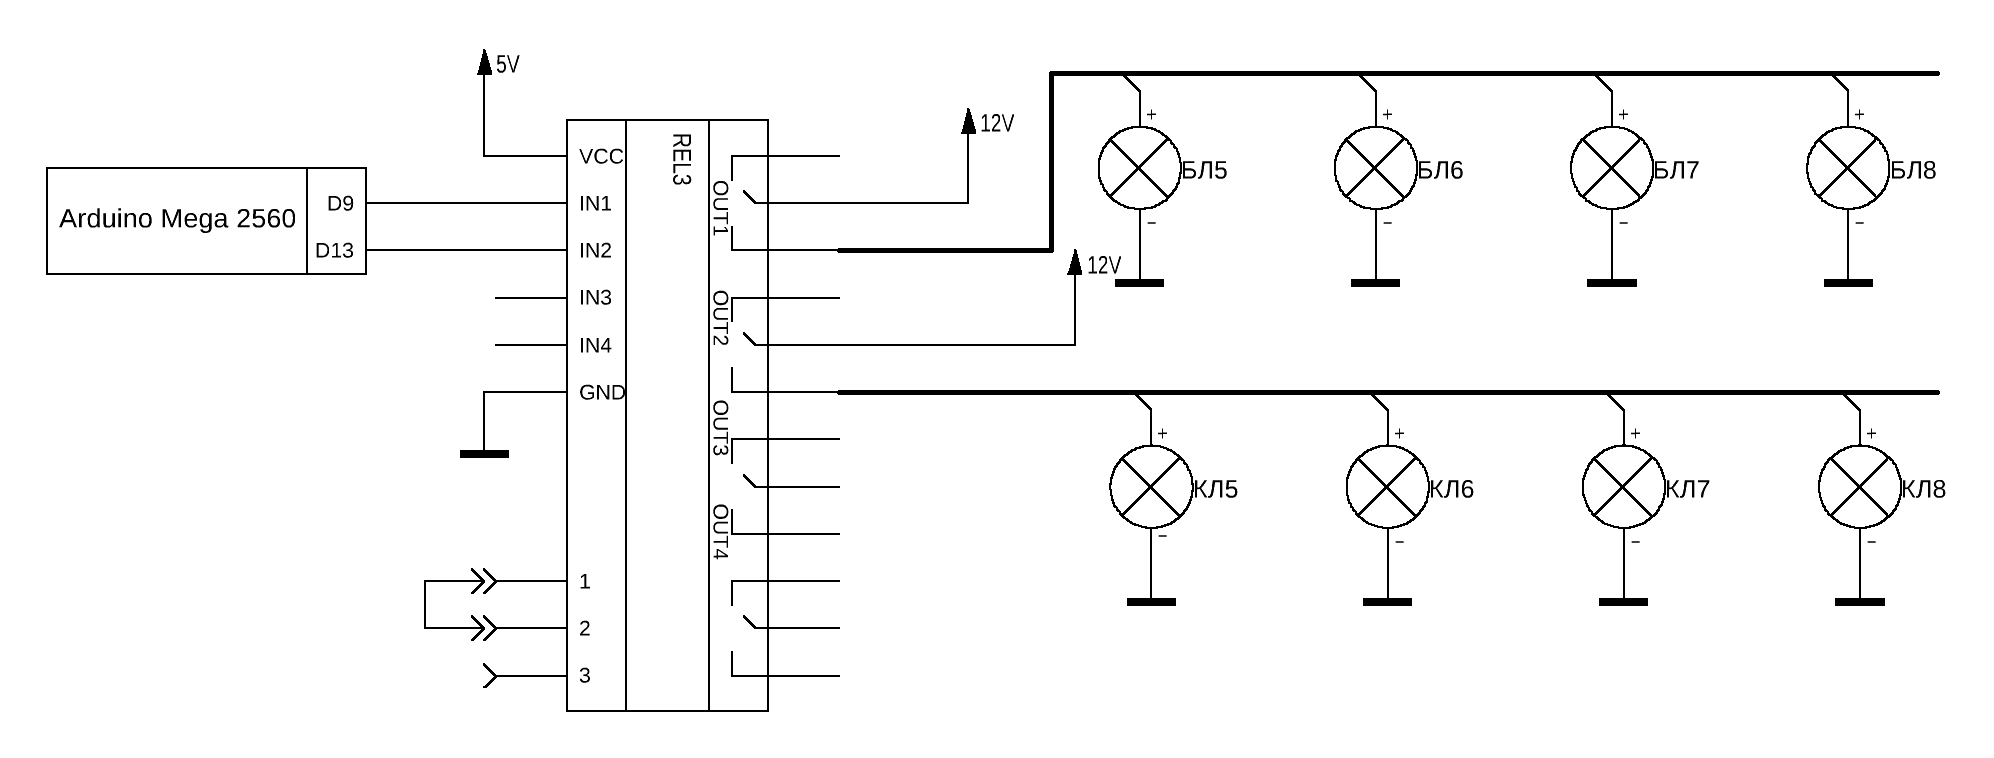 5V
12V
Arduino Mega 2560
D9
D13
VCC
IN1
IN2
IN3
IN4
GND
1
2
3
REL3
OUT1
OUT2
OUT3
OUT4
12V
+
+
+
+
БЛ5
БЛ6
БЛ7
БЛ8
-
-
-
-
+
+
+
+
КЛ5
КЛ6
КЛ7
КЛ8
-
-
-
-